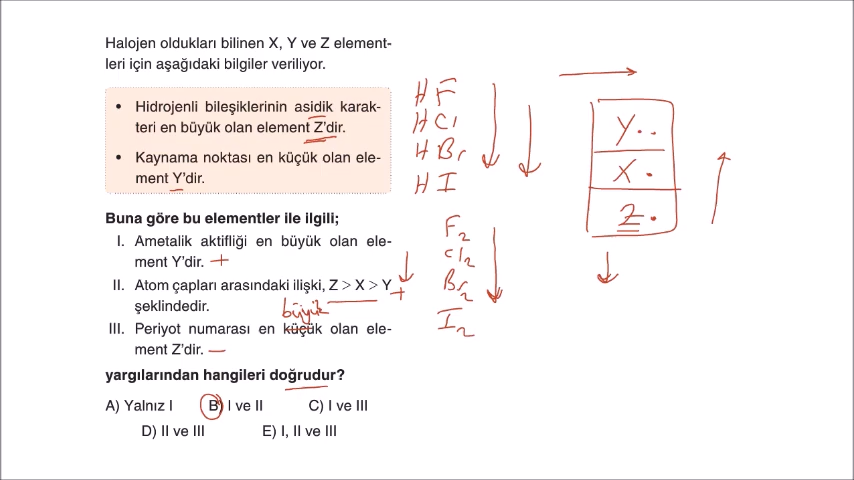 Halojen oldukları bilinen X, Y ve Z element-
leri için aşağıdaki bilgiler veriliyor.
• Hidrojenli bileşiklerinin asidik karak-
teri en büyük olan element Z'dir.
• Kaynama noktası en küçük olan ele-
ment Y'dir.
Buna göre bu elementler ile ilgili;
I. Ametalik aktifliği en büyük olan ele-
ment Y'dir. +
II. Atom çapları arasındaki ilişki, Z > X > Y +
şeklindedir.
büyük
III. Periyot numarası en küçük olan ele-
ment Z'dir. –
yargılarından hangileri doğrudur?
A) Yalnız I B) I ve II C) I ve III
D) II ve III E) I, II ve III
HF
HCl
HBr
HI
F2
Cl2
Br2
I2
Y
X
Z